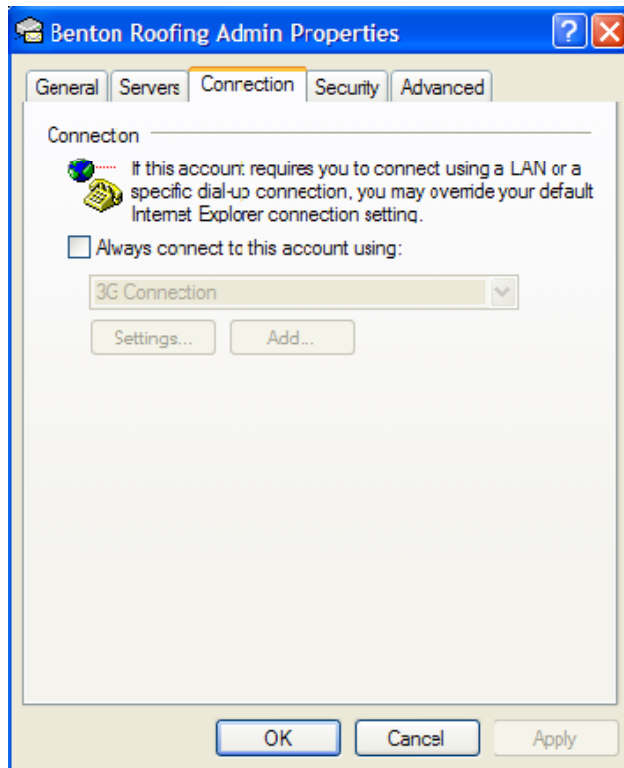 Benton Roofing Admin Properties
General Servers Connection Security Advanced
Connecton
If this account requires you to connect using a LAN or a
specific dial-up connection, you may override your default
Internet Explorer connection setting.
Always connect to this account using:
3G Connection
Settings... Add...
OK Cancel Apply